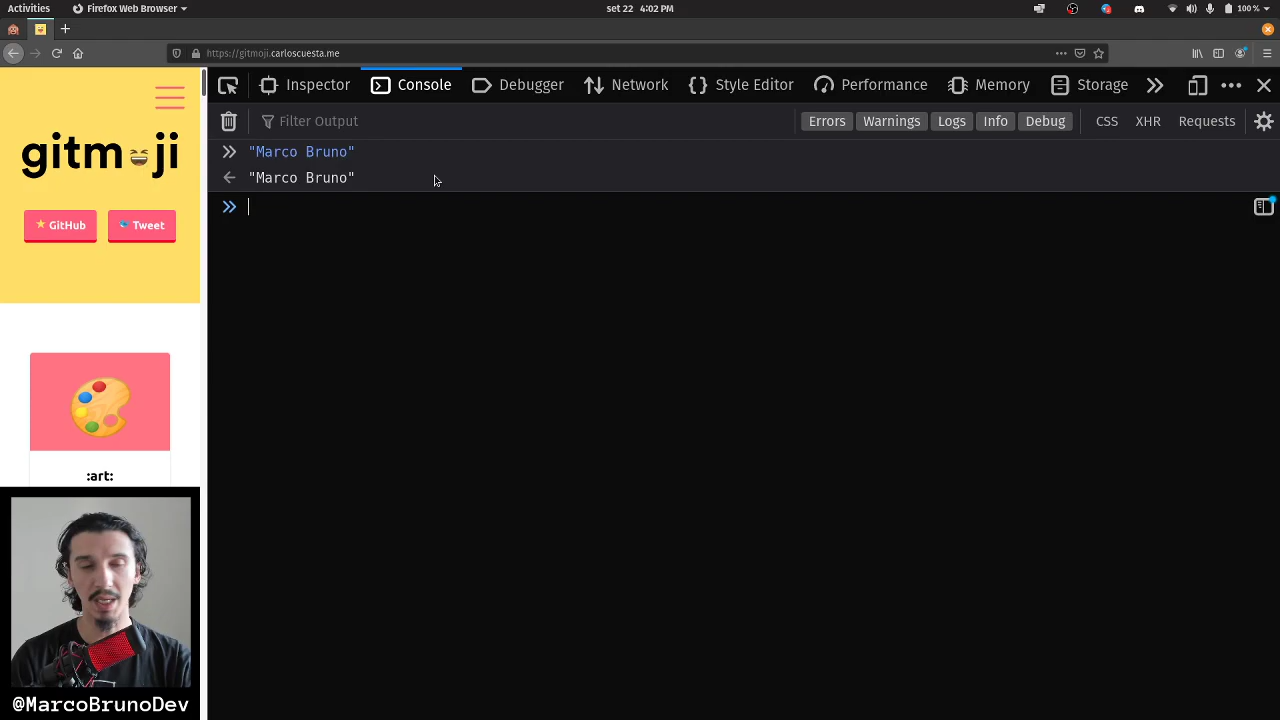 Activities
Firefox Web Browser
set 22 4:02 PM
100 %
https://gitmoji.carloscuesta.me
Inspector
Console
Debugger
Network
Style Editor
Performance
Memory
Storage
Filter Output
Errors
Warnings
Logs
Info
Debug
CSS
XHR
Requests
gitmoji
GitHub
Tweet
"Marco Bruno"
"Marco Bruno"
:art:
@MarcoBrunoDev